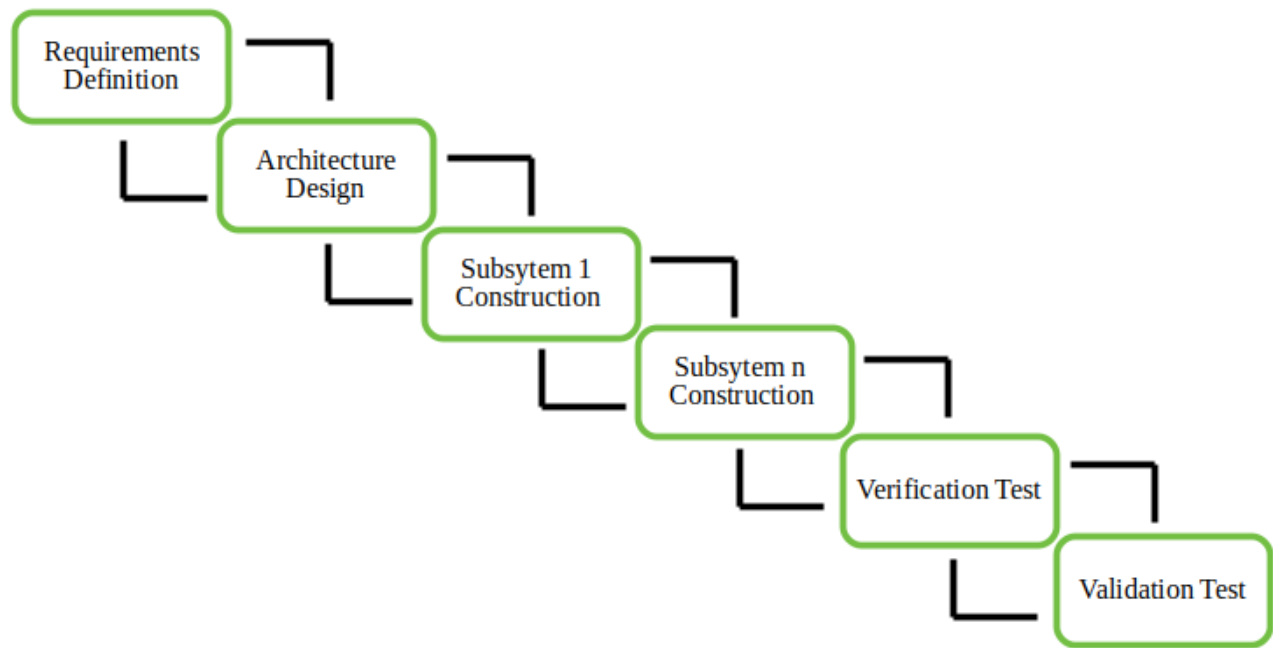 Requirements
Definition
Architecture
Design
Subsytem 1
Construction
Subsytem n
Construction
Verification Test
Validation Test